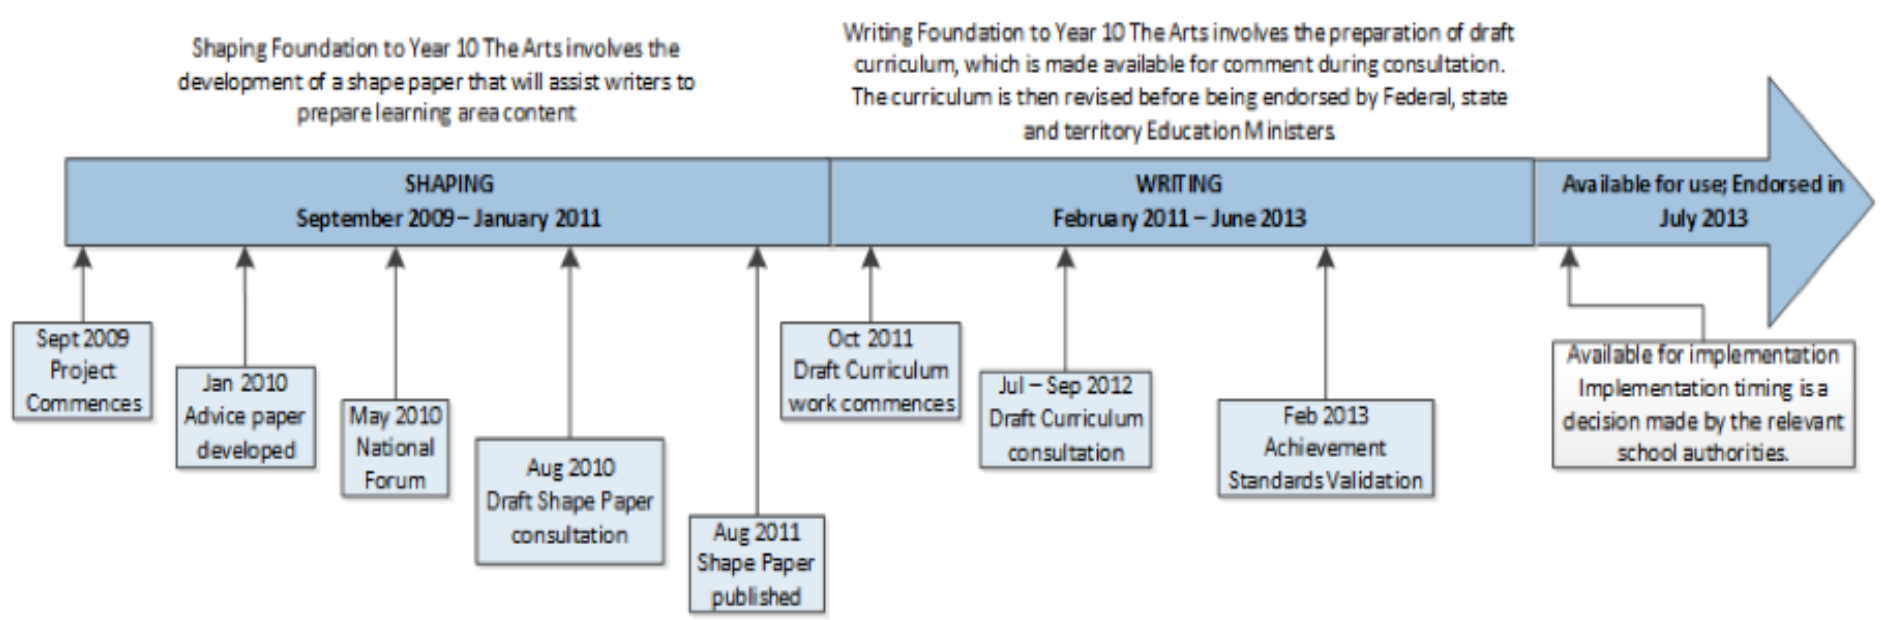 Shaping Foundation to Year 10 The Arts involves the
development of a shape paper that will assist writers to
prepare learning area content
Writing Foundation to Year 10 The Arts involves the preparation of draft
curriculum, which is made available for comment during consultation.
The curriculum is then revised before being endorsed by Federal, state
and territory Education Ministers.
SHAPING
September 2009 – January 2011
WRITING
February 2011 – June 2013
Available for use; Endorsed in
July 2013
Sept 2009
Project
Commences
Jan 2010
Advice paper
developed
May 2010
National
Forum
Aug 2010
Draft Shape Paper
consultation
Aug 2011
Shape Paper
published
Oct 2011
Draft Curriculum
work commences
Jul – Sep 2012
Draft Curriculum
consultation
Feb 2013
Achievement
Standards Validation
Available for implementation
Implementation timing is a
decision made by the relevant
school authorities.